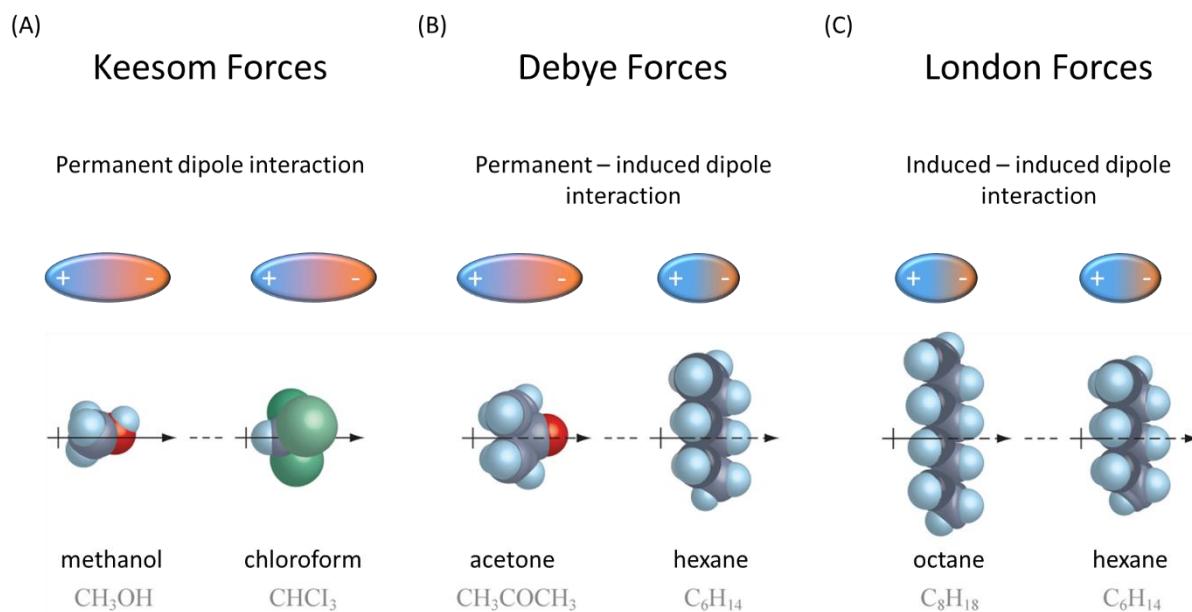 (A)
Keesom Forces
Permanent dipole interaction
+ -
+ -
methanol
CH₃OH
chloroform
CHCI₃
(B)
Debye Forces
Permanent – induced dipole
interaction
+ -
+ -
acetone
CH₃COCH₃
hexane
C₆H₁₄
(C)
London Forces
Induced – induced dipole
interaction
+ -
+ -
octane
C₈H₁₈
hexane
C₆H₁₄